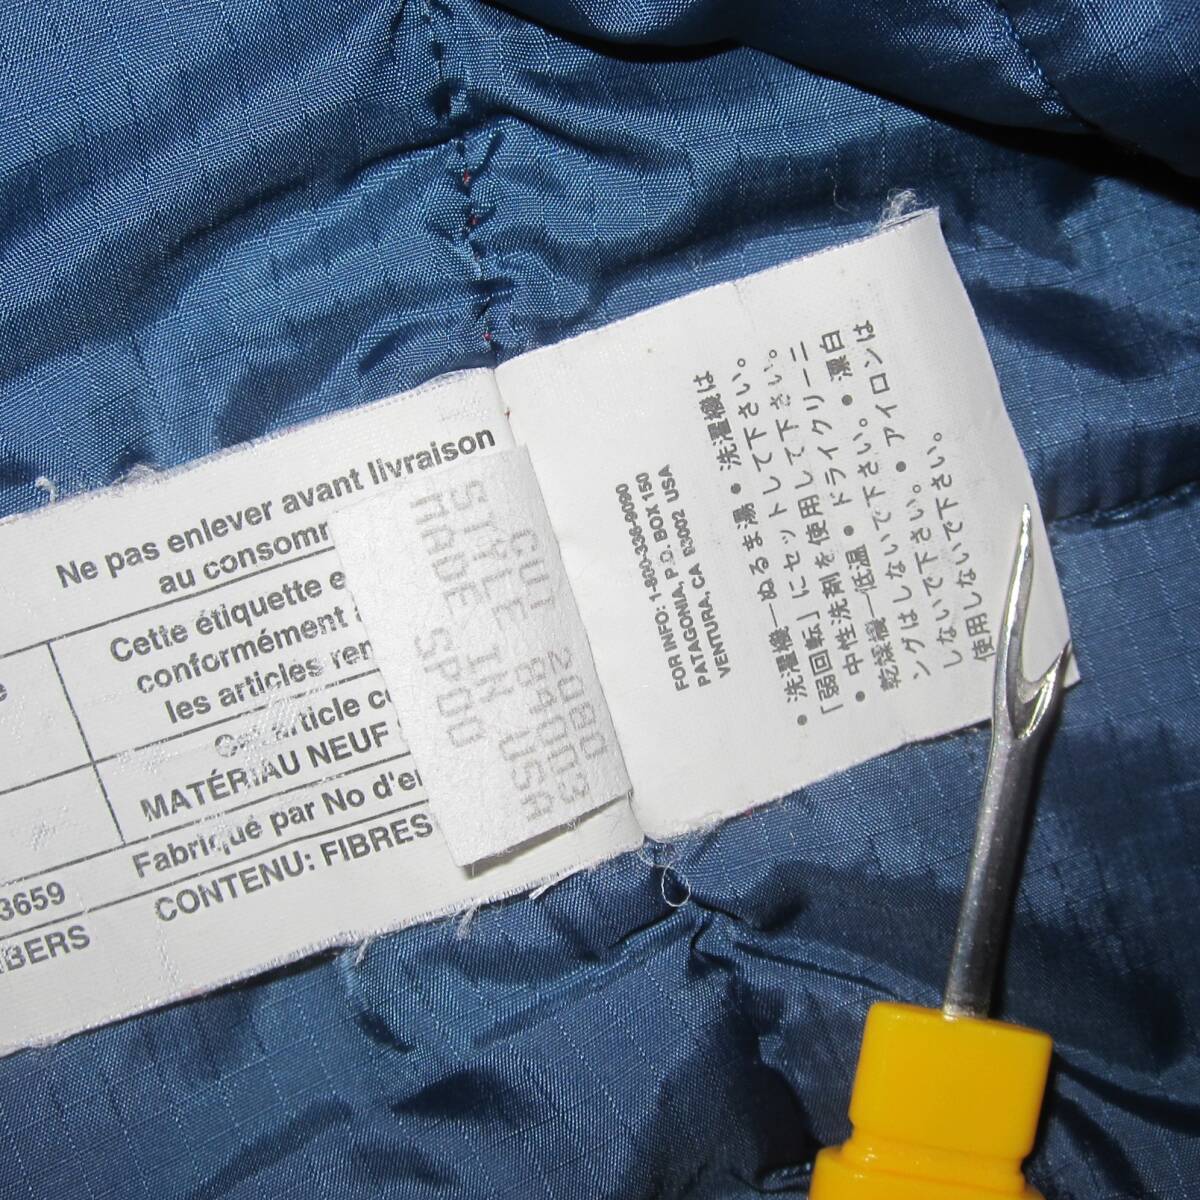 Ne pas enlever avant livraison
au consomm
Cette étiquette e
conformément
les articles ren
Cet article co
MATÉRIAU NEUF
Fabriqué par No d'e
CONTENU: FIBRES
3659
BERS
CUT 2080
STYLE 84003
MADE IN USA
SP00
FOR INFO: 1-800-336-9090
PATAGONIA, P.O. BOX 150
VENTURA, CA 93002 USA
• 洗濯機―ぬるま湯 • 洗濯機は
「弱回転」にセットして下さい。
• 中性洗剤を使用して下さい。
乾燥機―低温 • ドライクリーニ
ングはしないで下さい。 • 漂白
しないで下さい。 • アイロンは
使用しないで下さい。